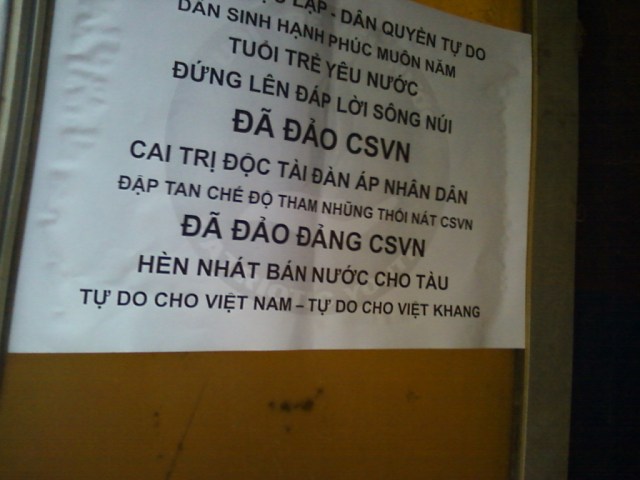 LẬP - DÂN QUYỀN TỰ DO
DÂN SINH HẠNH PHÚC MUÔN NĂM
TUỔI TRẺ YÊU NƯỚC
ĐỨNG LÊN ĐÁP LỜI SÔNG NÚI
ĐÃ ĐẢO CSVN
CAI TRỊ ĐỘC TÀI ĐÀN ÁP NHÂN DÂN
ĐẬP TAN CHẾ ĐỘ THAM NHŨNG THỐI NÁT CSVN
ĐÃ ĐẢO ĐẢNG CSVN
HÈN NHÁT BÁN NƯỚC CHO TÀU
TỰ DO CHO VIỆT NAM – TỰ DO CHO VIỆT KHANG